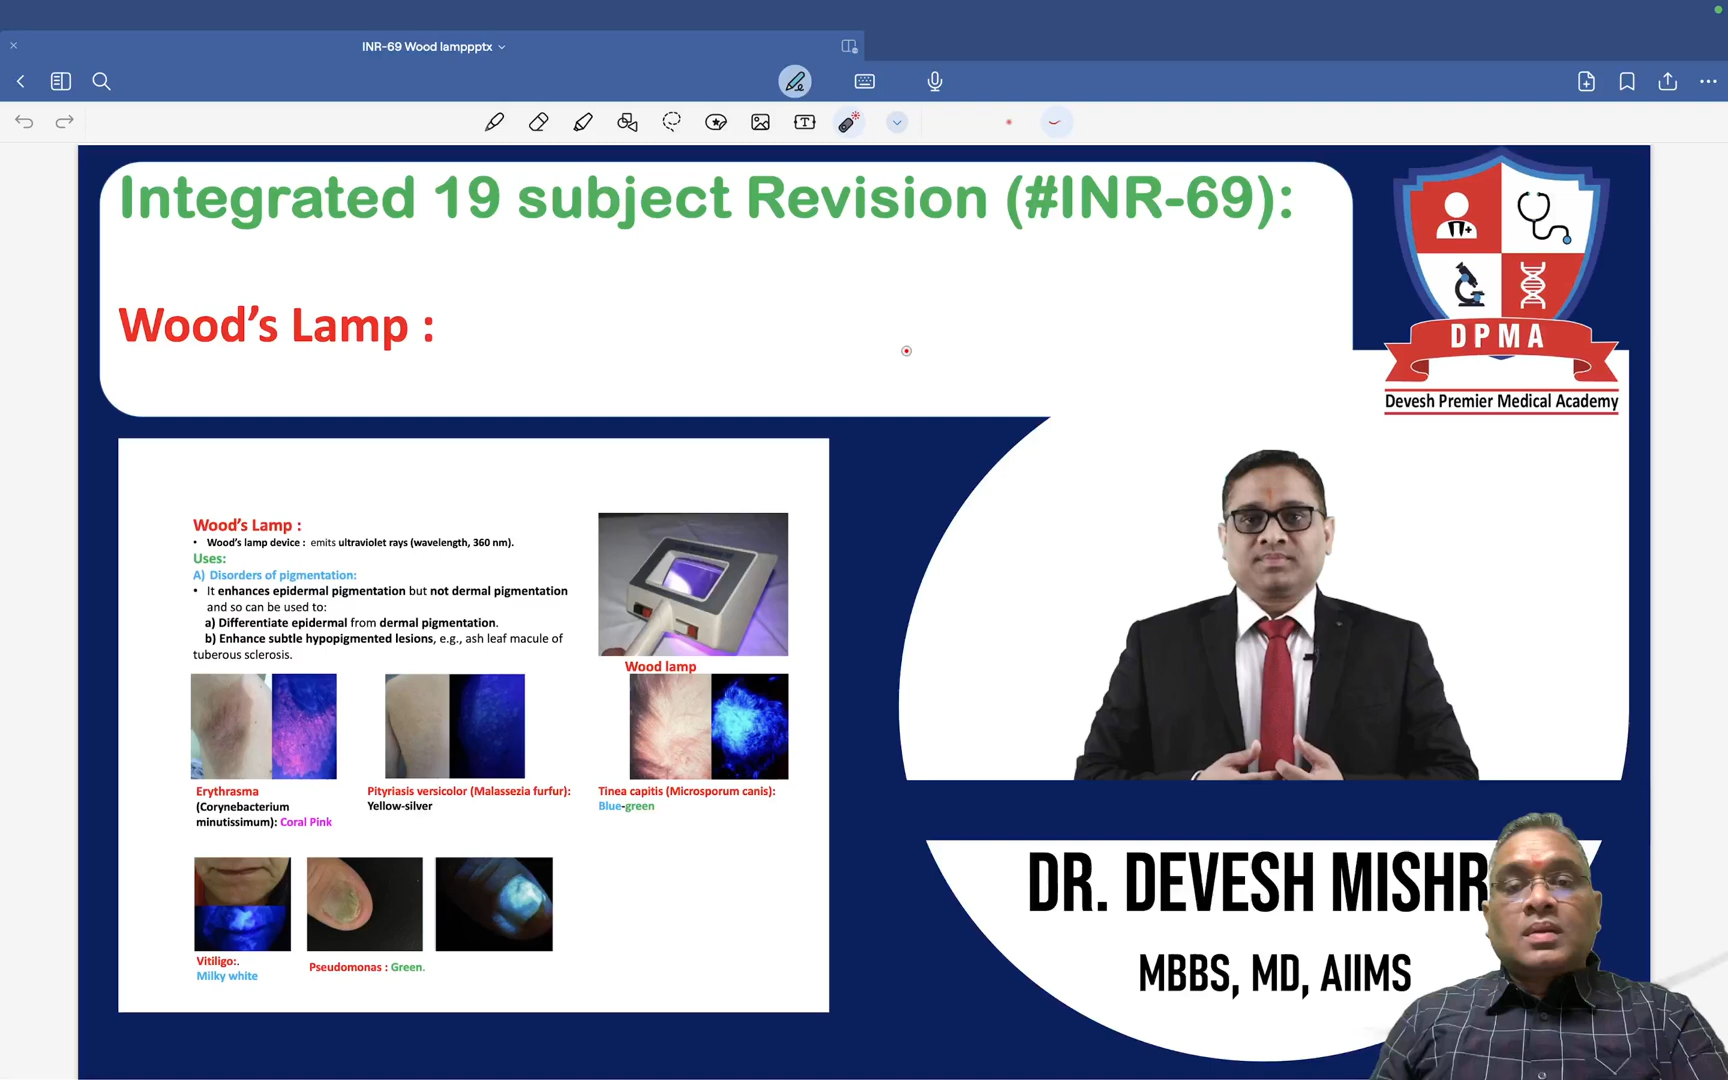 INR-69 Wood lamppptx
Integrated 19 subject Revision (#INR-69):
Wood's Lamp :
DPMA
Devesh Premier Medical Academy
Wood's Lamp :
• Wood's lamp device : emits ultraviolet rays (wavelength, 360 nm).
Uses:
A) Disorders of pigmentation:
• It enhances epidermal pigmentation but not dermal pigmentation
and so can be used to:
a) Differentiate epidermal from dermal pigmentation.
b) Enhance subtle hypopigmented lesions, e.g., ash leaf macule of
tuberous sclerosis.
Wood lamp
Erythrasma
(Corynebacterium
minutissimum): Coral Pink
Pityriasis versicolor (Malassezia furfur):
Yellow-silver
Tinea capitis (Microsporum canis):
Blue-green
Vitiligo:.
Milky white
Pseudomonas : Green.
DR. DEVESH MISHR
MBBS, MD, AIIMS